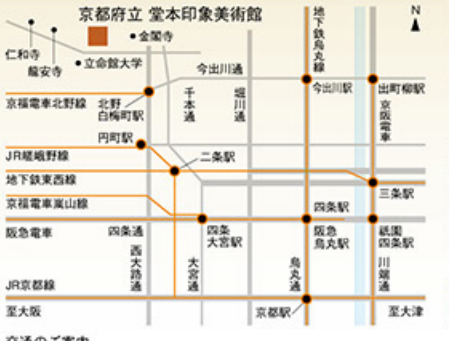 京都府立 堂本印象美術館
N
仁和寺
龍安寺
金閣寺
立命館大学
地下鉄烏丸線
今出川通
今出川駅
出町柳駅
京阪電車
京福電車北野線
北野
白梅町駅
千本通
堀川通
円町駅
JR嵯峨野線
二条駅
地下鉄東西線
三条駅
京福電車嵐山線
四条駅
阪急電車
四条通
四条
大宮駅
阪急
烏丸駅
祇園
四条駅
西大路通
大宮通
烏丸通
川端通
JR京都線
至大阪
京都駅
至大津
交通のご案内